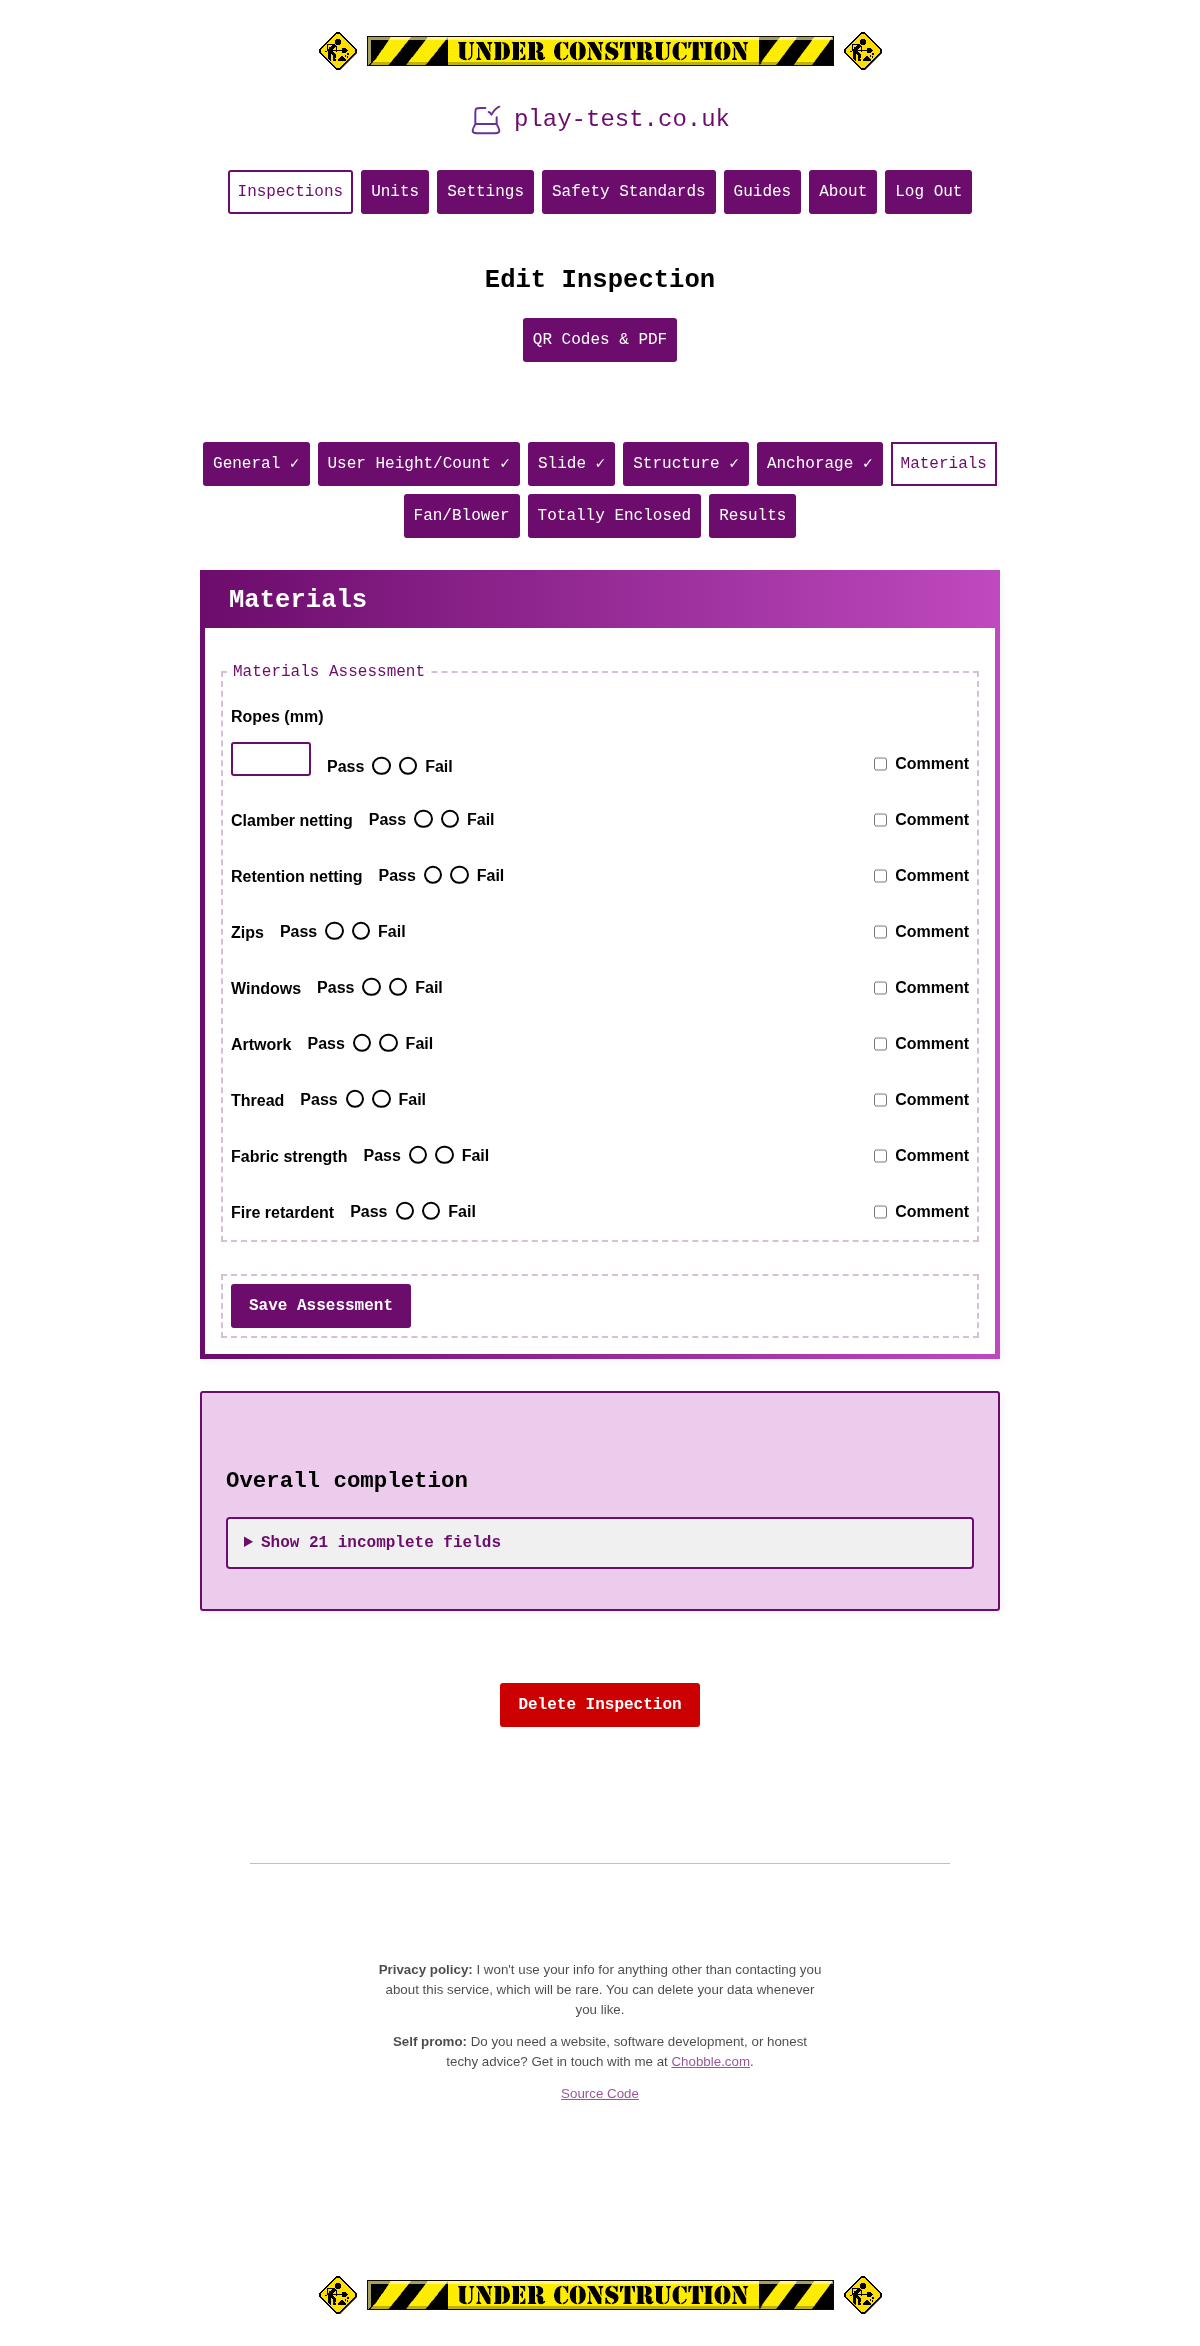 UNDER CONSTRUCTION
play-test.co.uk
Inspections Units Settings Safety Standards Guides About Log Out
Edit Inspection
QR Codes & PDF
General ✓ User Height/Count ✓ Slide ✓ Structure ✓ Anchorage ✓ Materials
Fan/Blower Totally Enclosed Results
Materials
Materials Assessment
Ropes (mm)
Pass Fail Comment
Clamber netting Pass Fail Comment
Retention netting Pass Fail Comment
Zips Pass Fail Comment
Windows Pass Fail Comment
Artwork Pass Fail Comment
Thread Pass Fail Comment
Fabric strength Pass Fail Comment
Fire retardent Pass Fail Comment
Save Assessment
Overall completion
Show 21 incomplete fields
Delete Inspection
Privacy policy: I won't use your info for anything other than contacting you
about this service, which will be rare. You can delete your data whenever
you like.
Self promo: Do you need a website, software development, or honest
techy advice? Get in touch with me at Chobble.com.
Source Code
UNDER CONSTRUCTION